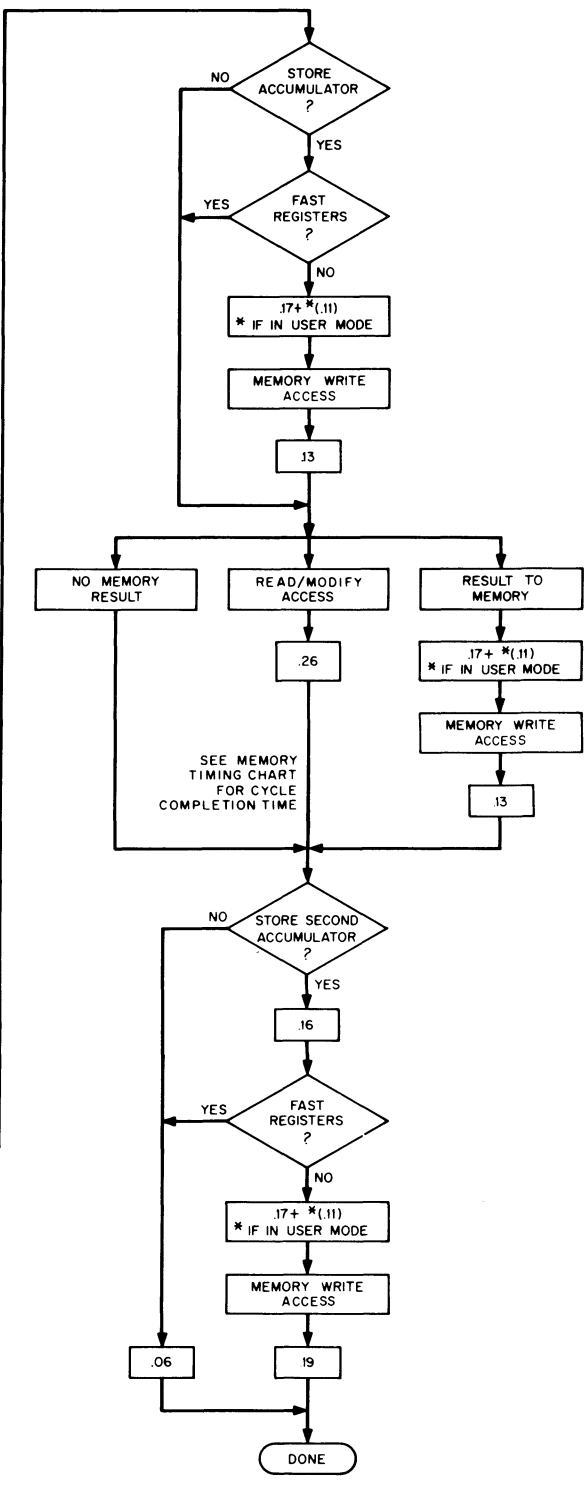 NO
STORE
ACCUMULATOR
?
YES
YES
FAST
REGISTERS
?
NO
.17+ *(.11)
* IF IN USER MODE
MEMORY WRITE
ACCESS
.13
NO MEMORY
RESULT
READ/MODIFY
ACCESS
RESULT TO
MEMORY
.26
.17+ *(.11)
* IF IN USER MODE
MEMORY WRITE
ACCESS
.13
SEE MEMORY
TIMING CHART
FOR CYCLE
COMPLETION TIME
NO
STORE SECOND
ACCUMULATOR
?
YES
.16
YES
FAST
REGISTERS
?
NO
.17+ *(.11)
* IF IN USER MODE
MEMORY WRITE
ACCESS
.06
.19
DONE